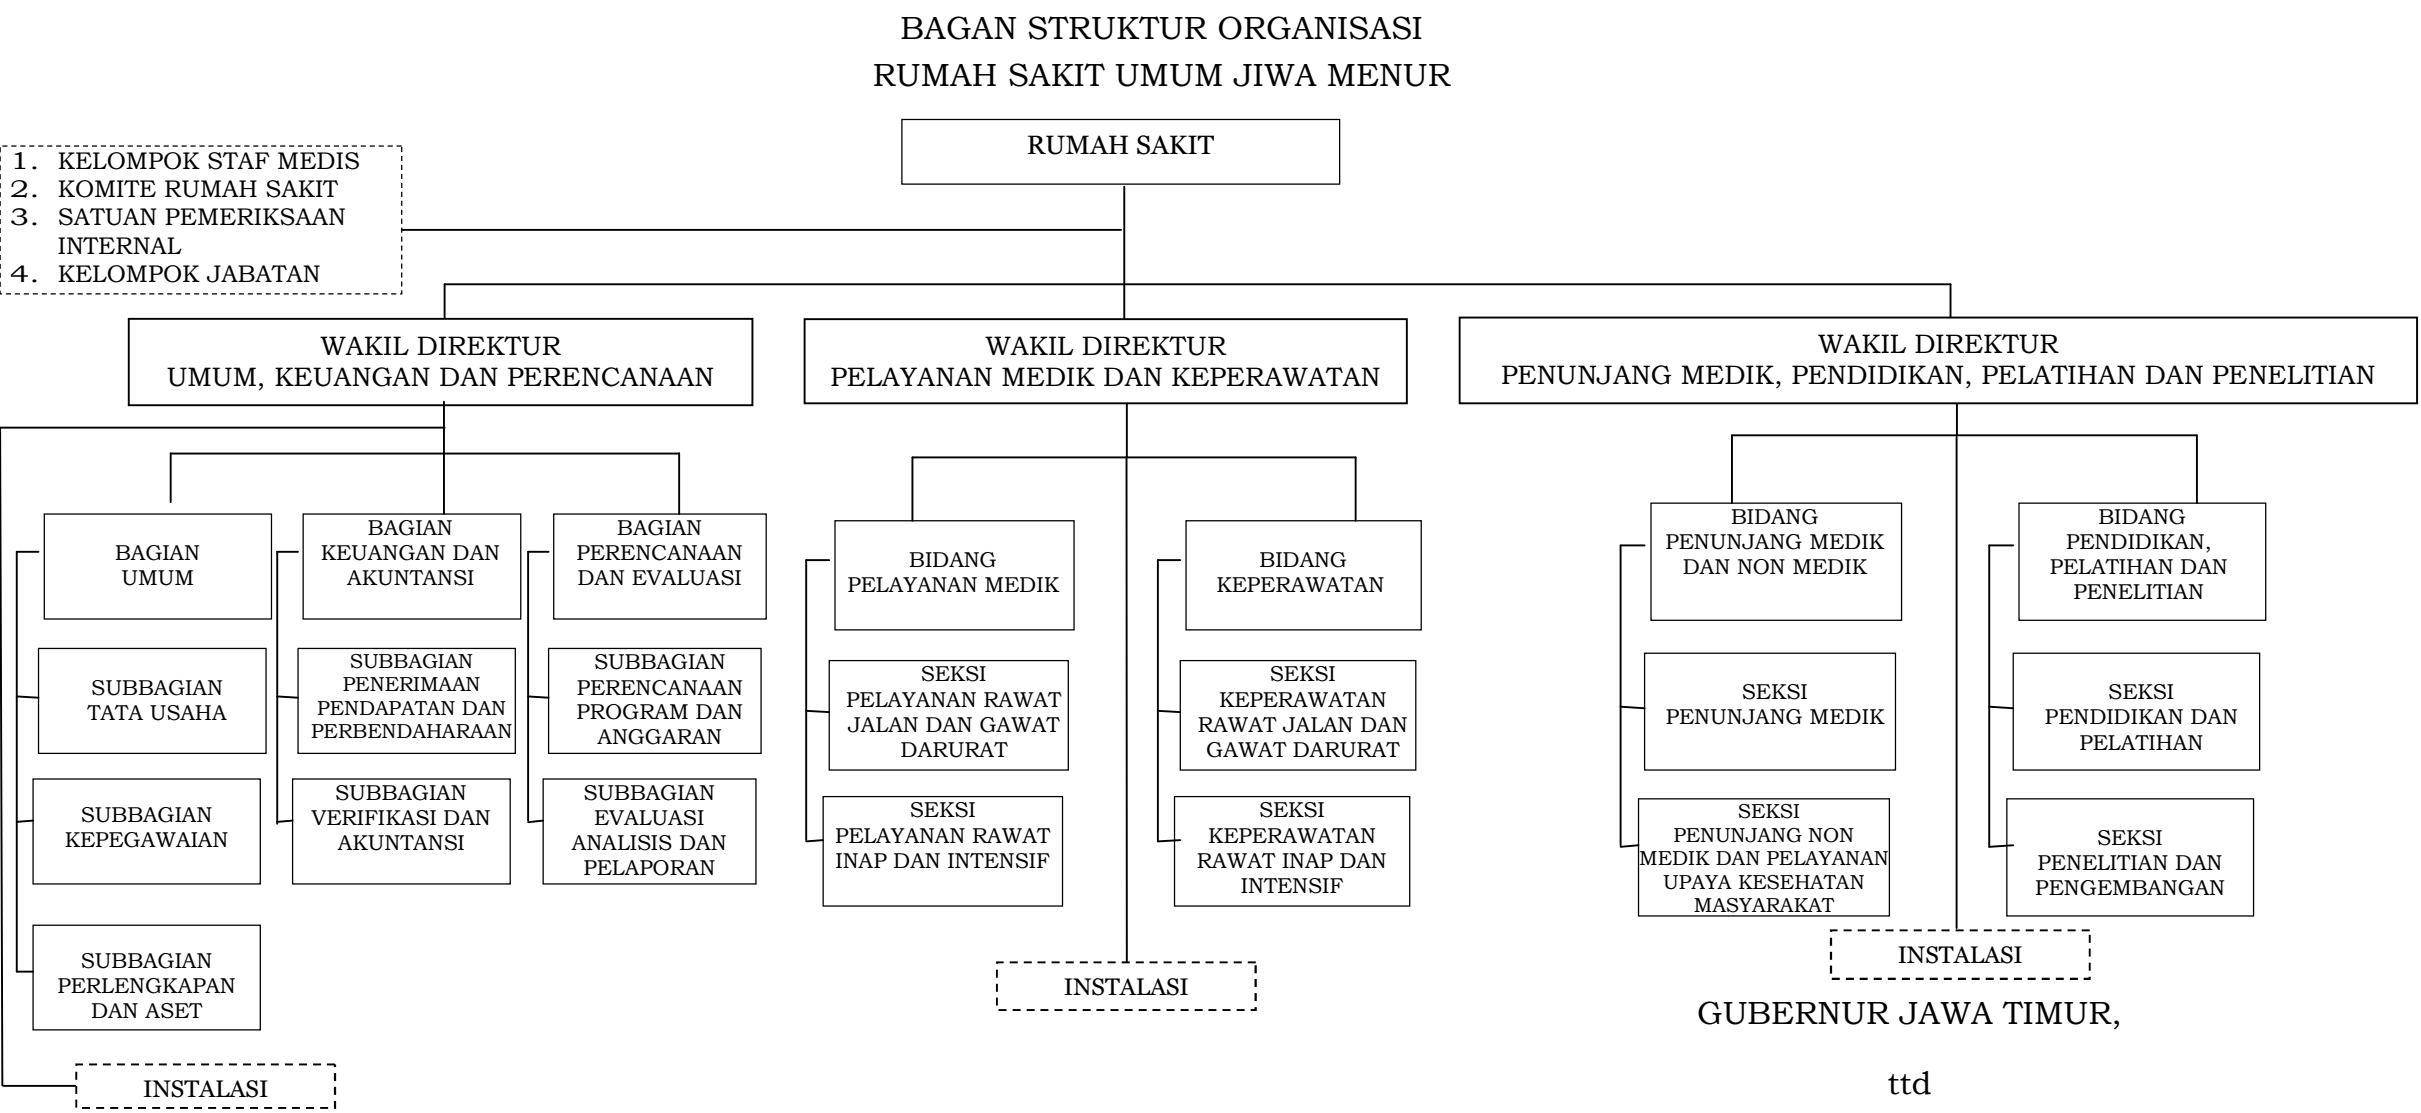 BAGAN STRUKTUR ORGANISASI
RUMAH SAKIT UMUM JIWA MENUR
RUMAH SAKIT
1. KELOMPOK STAF MEDIS
2. KOMITE RUMAH SAKIT
3. SATUAN PEMERIKSAAN
INTERNAL
4. KELOMPOK JABATAN
WAKIL DIREKTUR
UMUM, KEUANGAN DAN PERENCANAAN
WAKIL DIREKTUR
PELAYANAN MEDIK DAN KEPERAWATAN
WAKIL DIREKTUR
PENUNJANG MEDIK, PENDIDIKAN, PELATIHAN DAN PENELITIAN
BAGIAN
UMUM
BAGIAN
KEUANGAN DAN
AKUNTANSI
BAGIAN
PERENCANAAN
DAN EVALUASI
BIDANG
PELAYANAN MEDIK
BIDANG
KEPERAWATAN
BIDANG
PENUNJANG MEDIK
DAN NON MEDIK
BIDANG
PENDIDIKAN,
PELATIHAN DAN
PENELITIAN
SUBBAGIAN
TATA USAHA
SUBBAGIAN
PENERIMAAN
PENDAPATAN DAN
PERBENDAHARAAN
SUBBAGIAN
PERENCANAAN
PROGRAM DAN
ANGGARAN
SEKSI
PELAYANAN RAWAT
JALAN DAN GAWAT
DARURAT
SEKSI
KEPERAWATAN
RAWAT JALAN DAN
GAWAT DARURAT
SEKSI
PENUNJANG MEDIK
SEKSI
PENDIDIKAN DAN
PELATIHAN
SUBBAGIAN
KEPEGAWAIAN
SUBBAGIAN
VERIFIKASI DAN
AKUNTANSI
SUBBAGIAN
EVALUASI
ANALISIS DAN
PELAPORAN
SEKSI
PELAYANAN RAWAT
INAP DAN INTENSIF
SEKSI
KEPERAWATAN
RAWAT INAP DAN
INTENSIF
SEKSI
PENUNJANG NON
MEDIK DAN PELAYANAN
UPAYA KESEHATAN
MASYARAKAT
SEKSI
PENELITIAN DAN
PENGEMBANGAN
SUBBAGIAN
PERLENGKAPAN
DAN ASET
INSTALASI
INSTALASI
INSTALASI
GUBERNUR JAWA TIMUR,
ttd